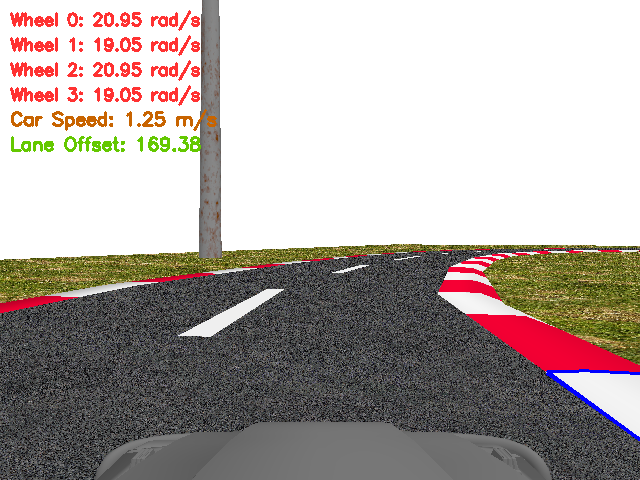 Wheel 0: 20.95 rad/s
Wheel 1: 19.05 rad/s
Wheel 2: 20.95 rad/s
Wheel 3: 19.05 rad/s
Car Speed: 1.25 m/s
Lane Offset: 169.38